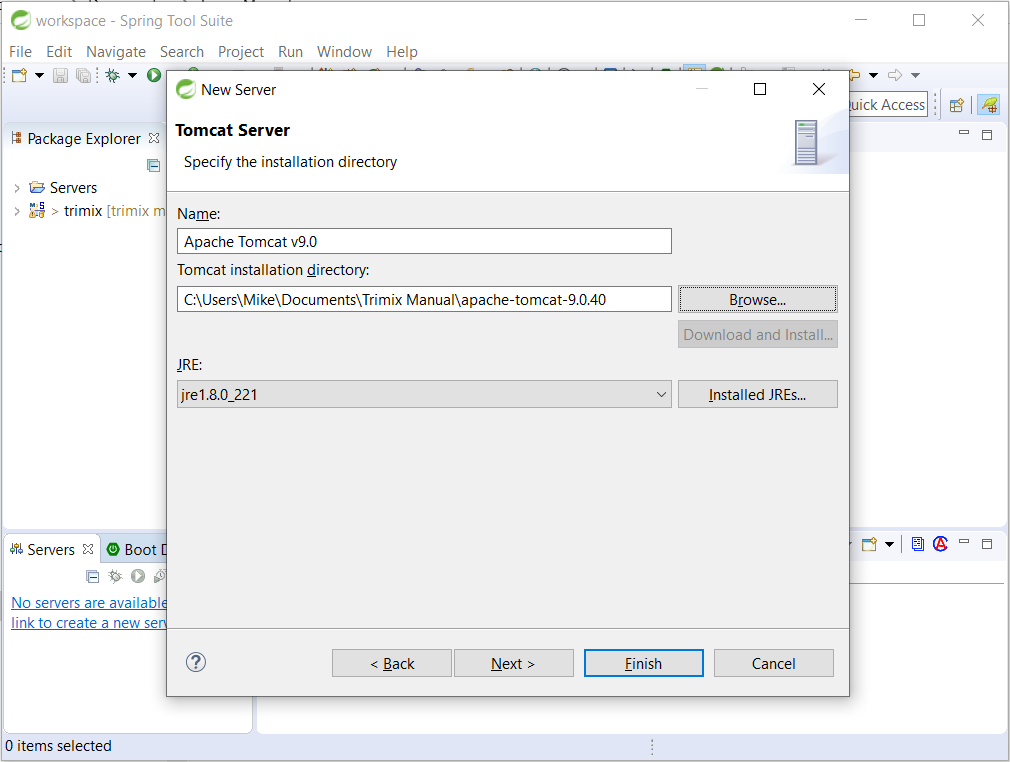 workspace - Spring Tool Suite
File Edit Navigate Search Project Run Window Help
New Server
Quick Access
Tomcat Server
Package Explorer
Specify the installation directory
Servers
> trimix [trimix m
Name:
Apache Tomcat v9.0
Tomcat installation directory:
C:\Users\Mike\Documents\Trimix Manual\apache-tomcat-9.0.40
Browse...
Download and Install...
JRE:
jre1.8.0_221
Installed JREs...
Servers
Boot D
No servers are available
link to create a new serv
< Back
Next >
Finish
Cancel
0 items selected